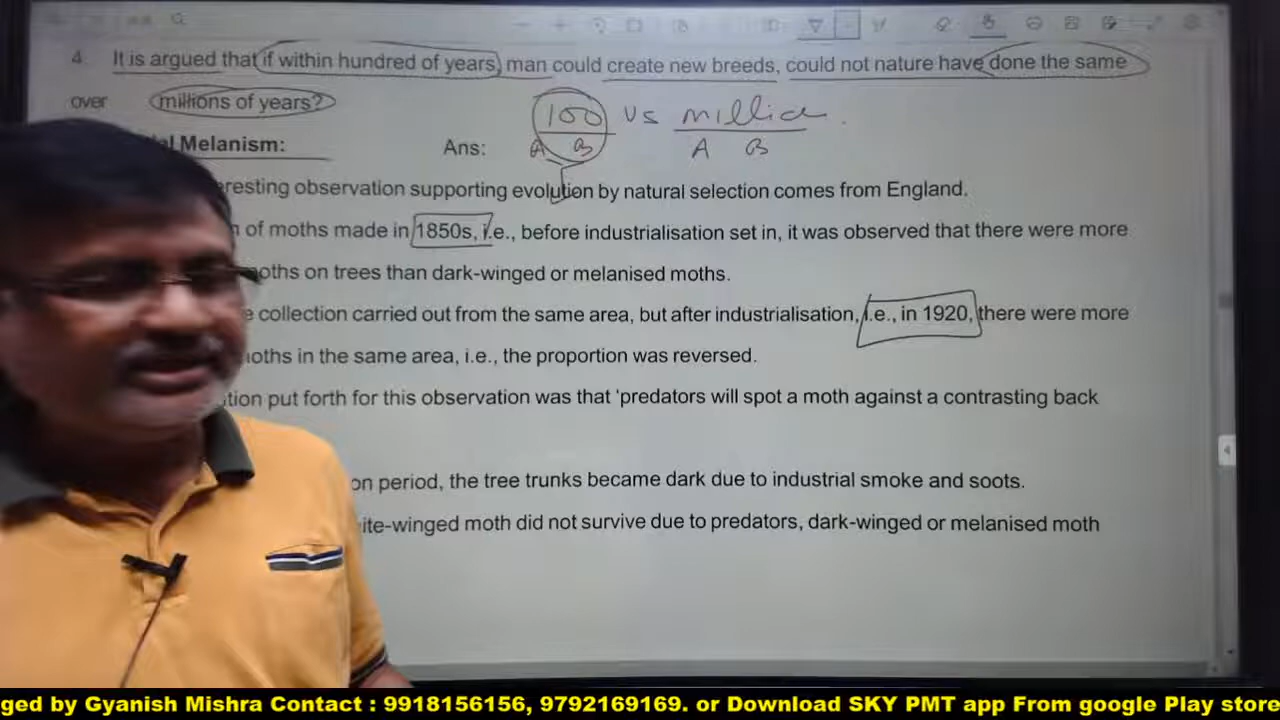 4. It is argued that if within hundred of years, man could create new breeds, could not nature have done the same
over millions of years?
100 vs million
Melanism: Ans: A B A B
resting observation supporting evolution by natural selection comes from England.
of moths made in 1850s, i.e., before industrialisation set in, it was observed that there were more
moths on trees than dark-winged or melanised moths.
e collection carried out from the same area, but after industrialisation, i.e., in 1920, there were more
moths in the same area, i.e., the proportion was reversed.
tion put forth for this observation was that 'predators will spot a moth against a contrasting back
on period, the tree trunks became dark due to industrial smoke and soots.
ite-winged moth did not survive due to predators, dark-winged or melanised moth
ged by Gyanish Mishra Contact : 9918156156, 9792169169. or Download SKY PMT app From google Play store